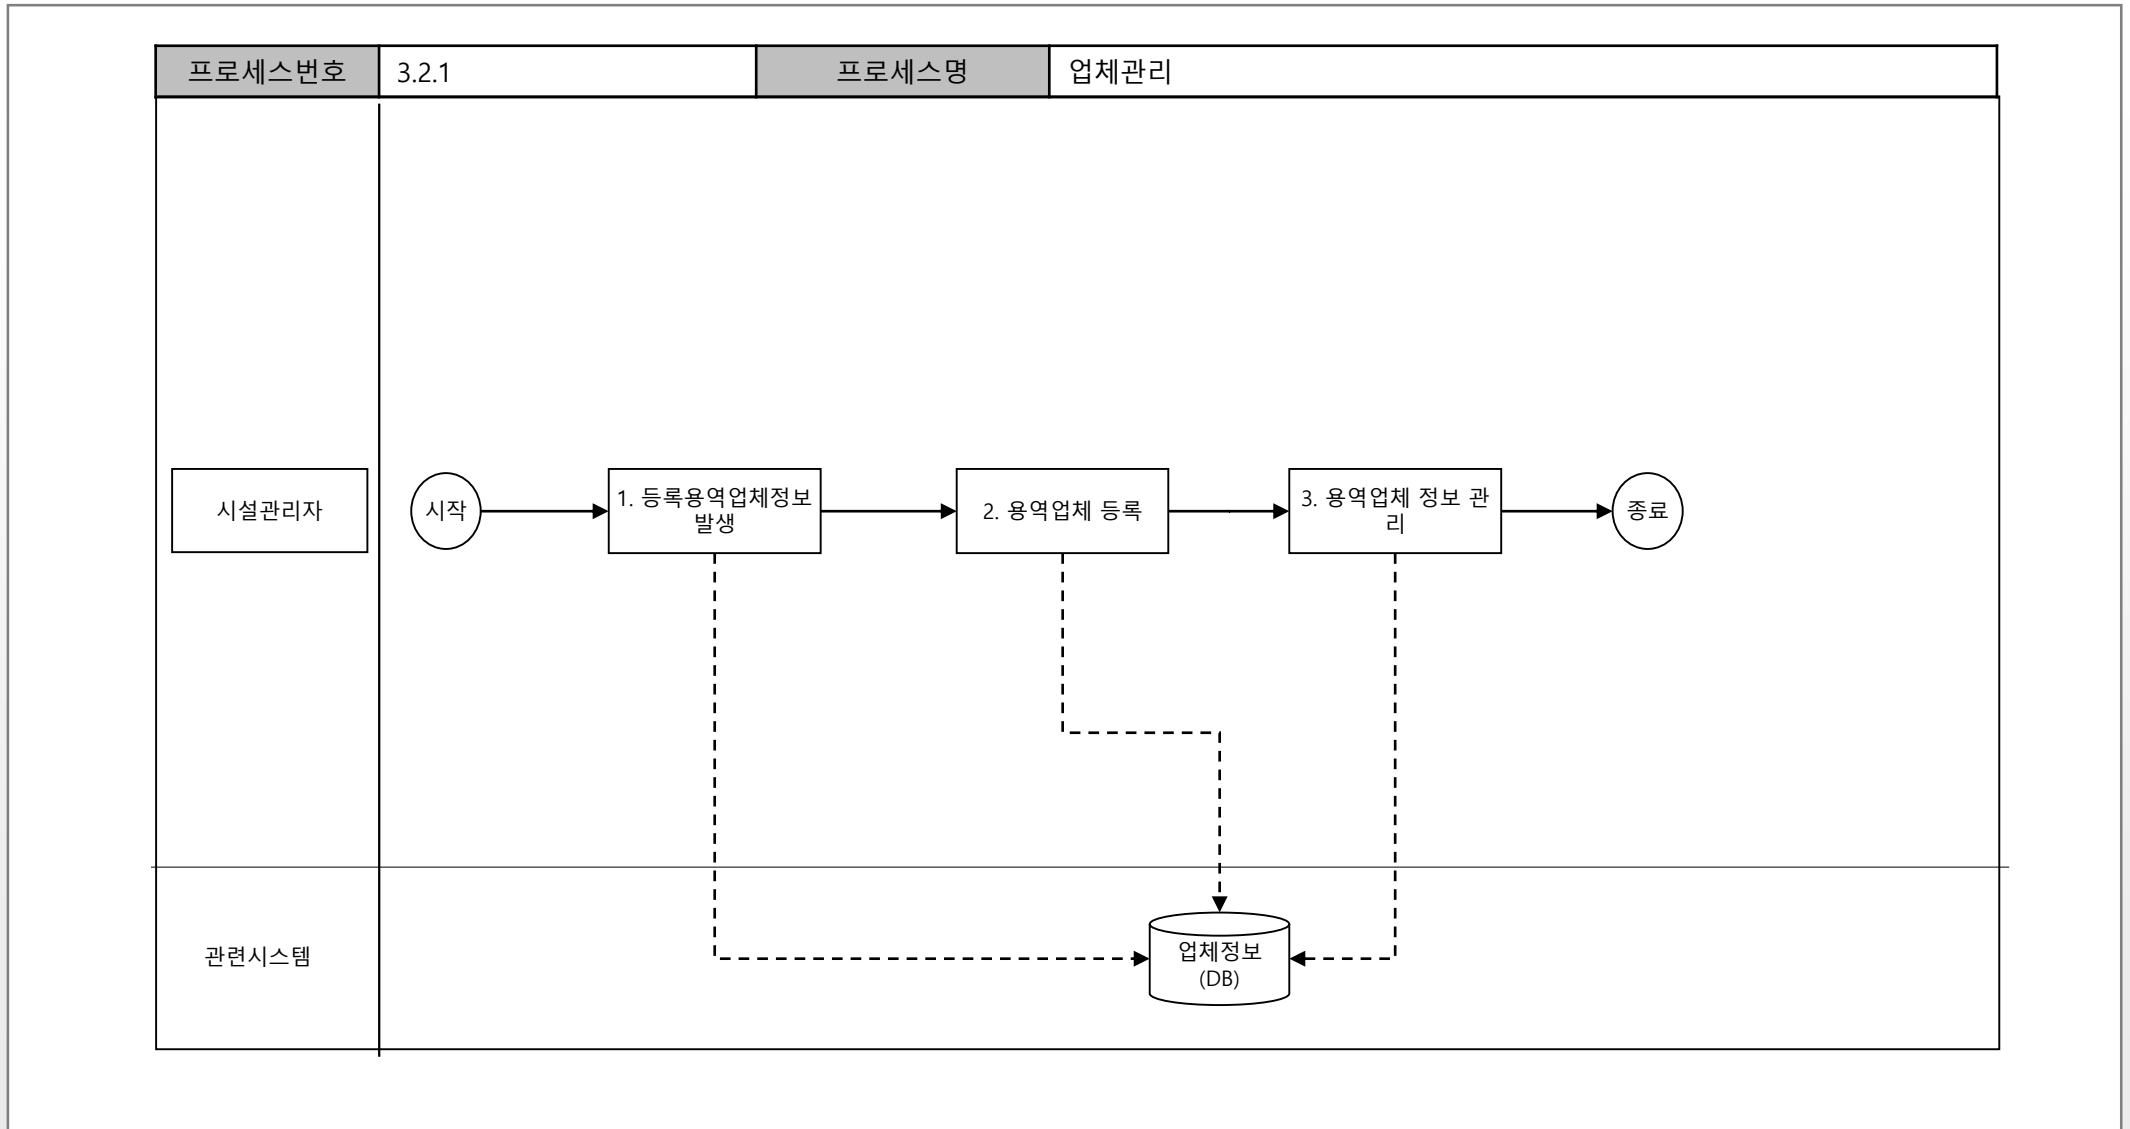 프로세스번호 3.2.1 프로세스명 업체관리
시설관리자
시작
1. 등록용역업체정보
발생
2. 용역업체 등록
3. 용역업체 정보 관
리
종료
관련시스템
업체정보
(DB)